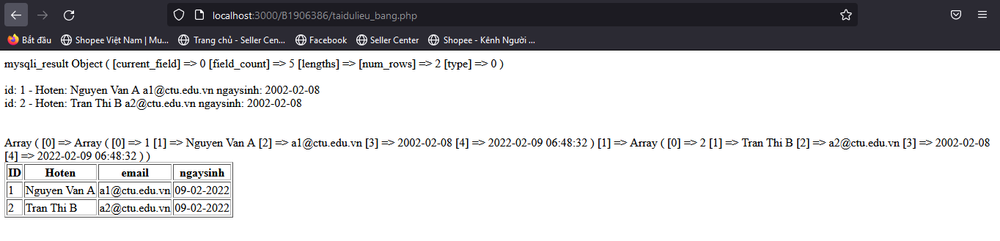 localhost:3000/B1906386/taidulieu_bang.php
Bắt đầu Shopee Việt Nam | Mu... Trang chủ - Seller Cen... Facebook Seller Center Shopee - Kênh Người ...
mysqli_result Object ( [current_field] => 0 [field_count] => 5 [lengths] => [num_rows] => 2 [type] => 0 )
id: 1 - Hoten: Nguyen Van A a1@ctu.edu.vn ngaysinh: 2002-02-08
id: 2 - Hoten: Tran Thi B a2@ctu.edu.vn ngaysinh: 2002-02-08
Array ( [0] => Array ( [0] => 1 [1] => Nguyen Van A [2] => a1@ctu.edu.vn [3] => 2002-02-08 [4] => 2022-02-09 06:48:32 ) [1] => Array ( [0] => 2 [1] => Tran Thi B [2] => a2@ctu.edu.vn [3] => 2002-02-08
[4] => 2022-02-09 06:48:32 ) )
ID Hoten email ngaysinh
1 Nguyen Van A a1@ctu.edu.vn 09-02-2022
2 Tran Thi B a2@ctu.edu.vn 09-02-2022